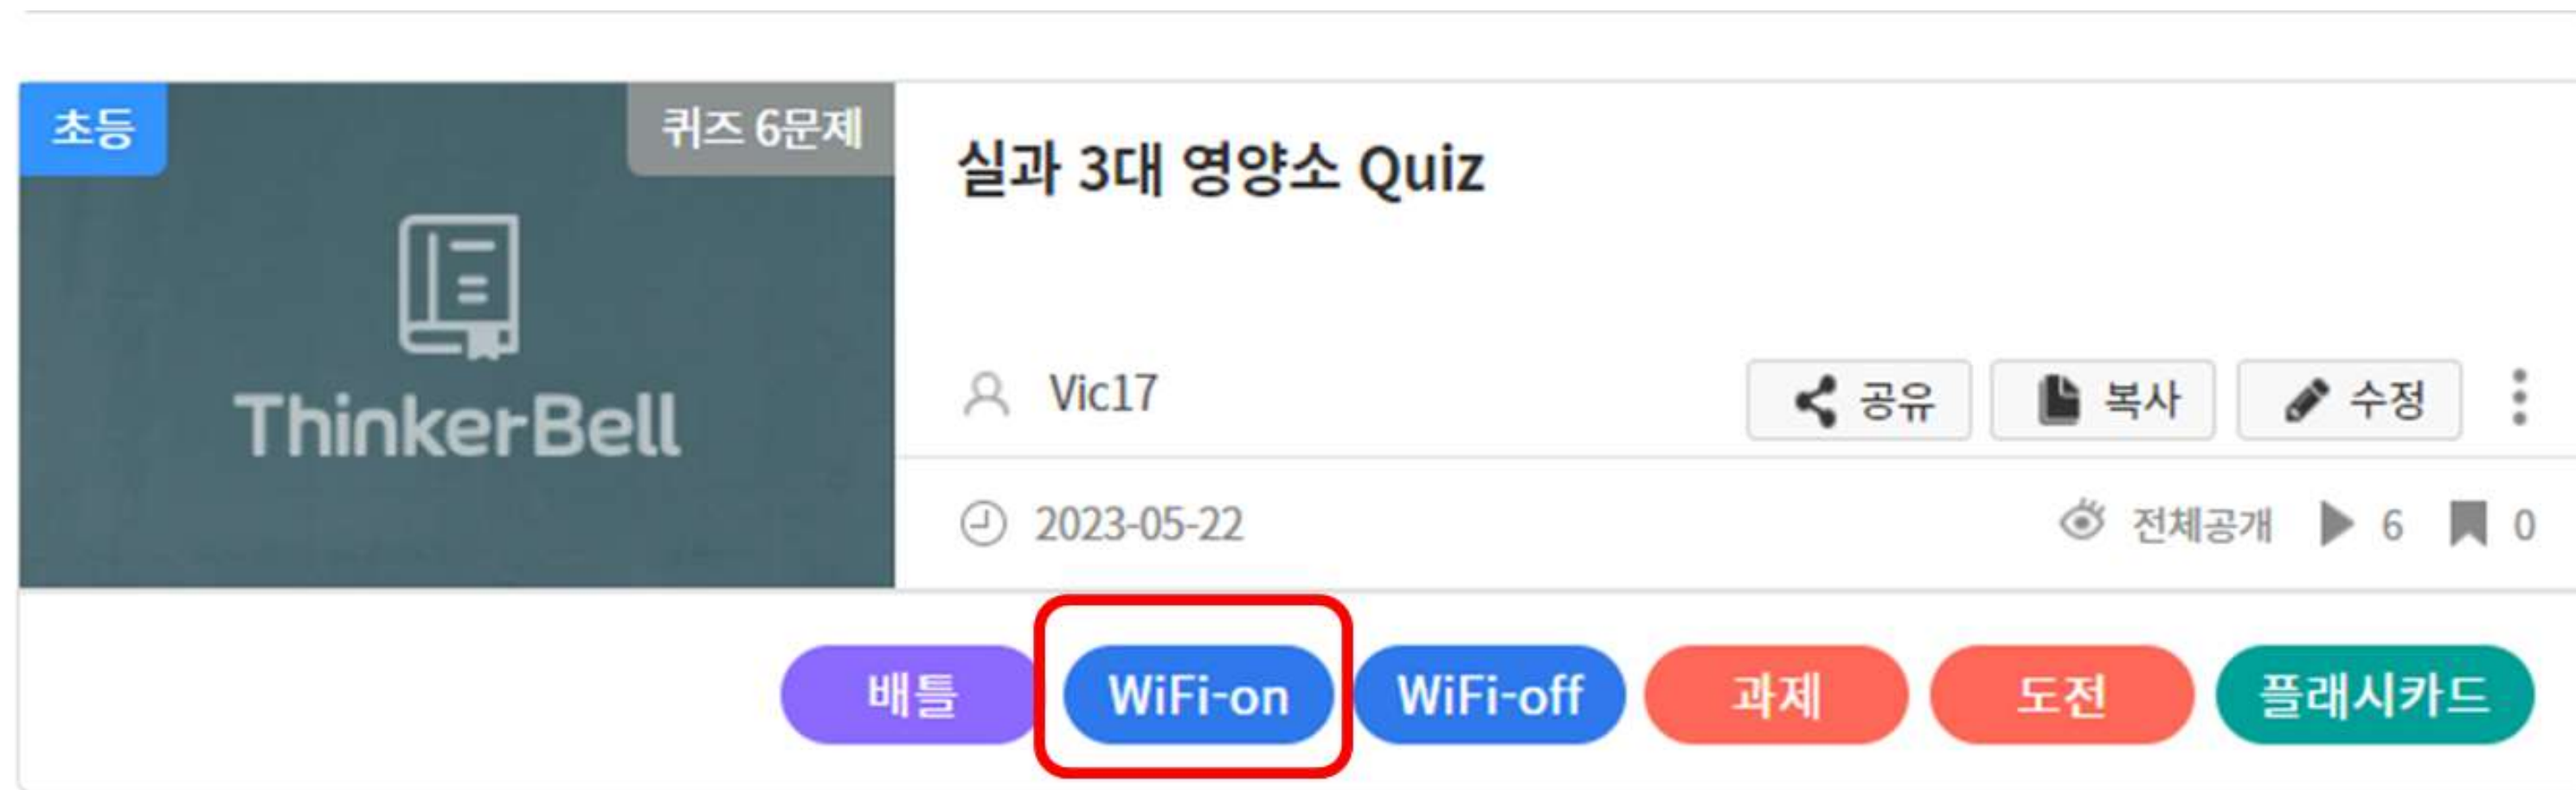 초등
퀴즈 6문제
ThinkerBell
실과 3대 영양소 Quiz
Vic17
공유 복사 수정
2023-05-22
전체공개 6 0
배틀 WiFi-on WiFi-off 과제 도전 플래시카드